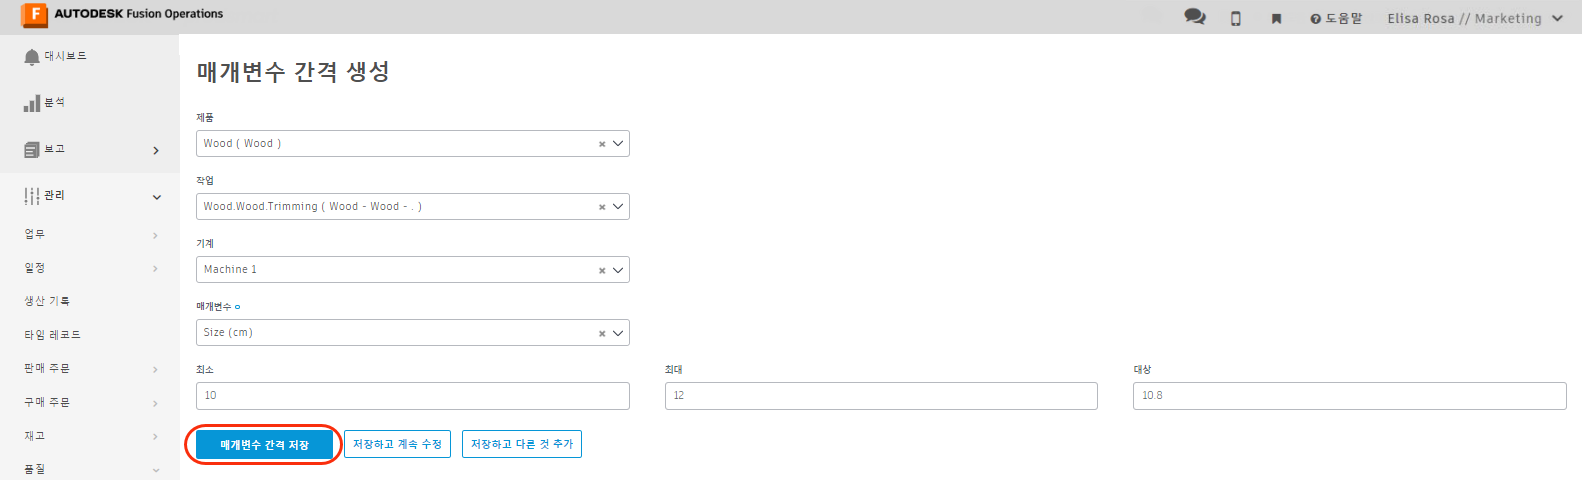 F AUTODESK Fusion Operations
도움말
Elisa Rosa // Marketing
대시보드
분석
보고
관리
업무
일정
생산 기록
타임 레코드
판매 주문
구매 주문
재고
품질
매개변수 간격 생성
제품
Wood ( Wood )
작업
Wood.Wood.Trimming ( Wood - Wood - . )
기계
Machine 1
매개변수
Size (cm)
최소
10
최대
12
대상
10.8
매개변수 간격 저장
저장하고 계속 수정
저장하고 다른 것 추가